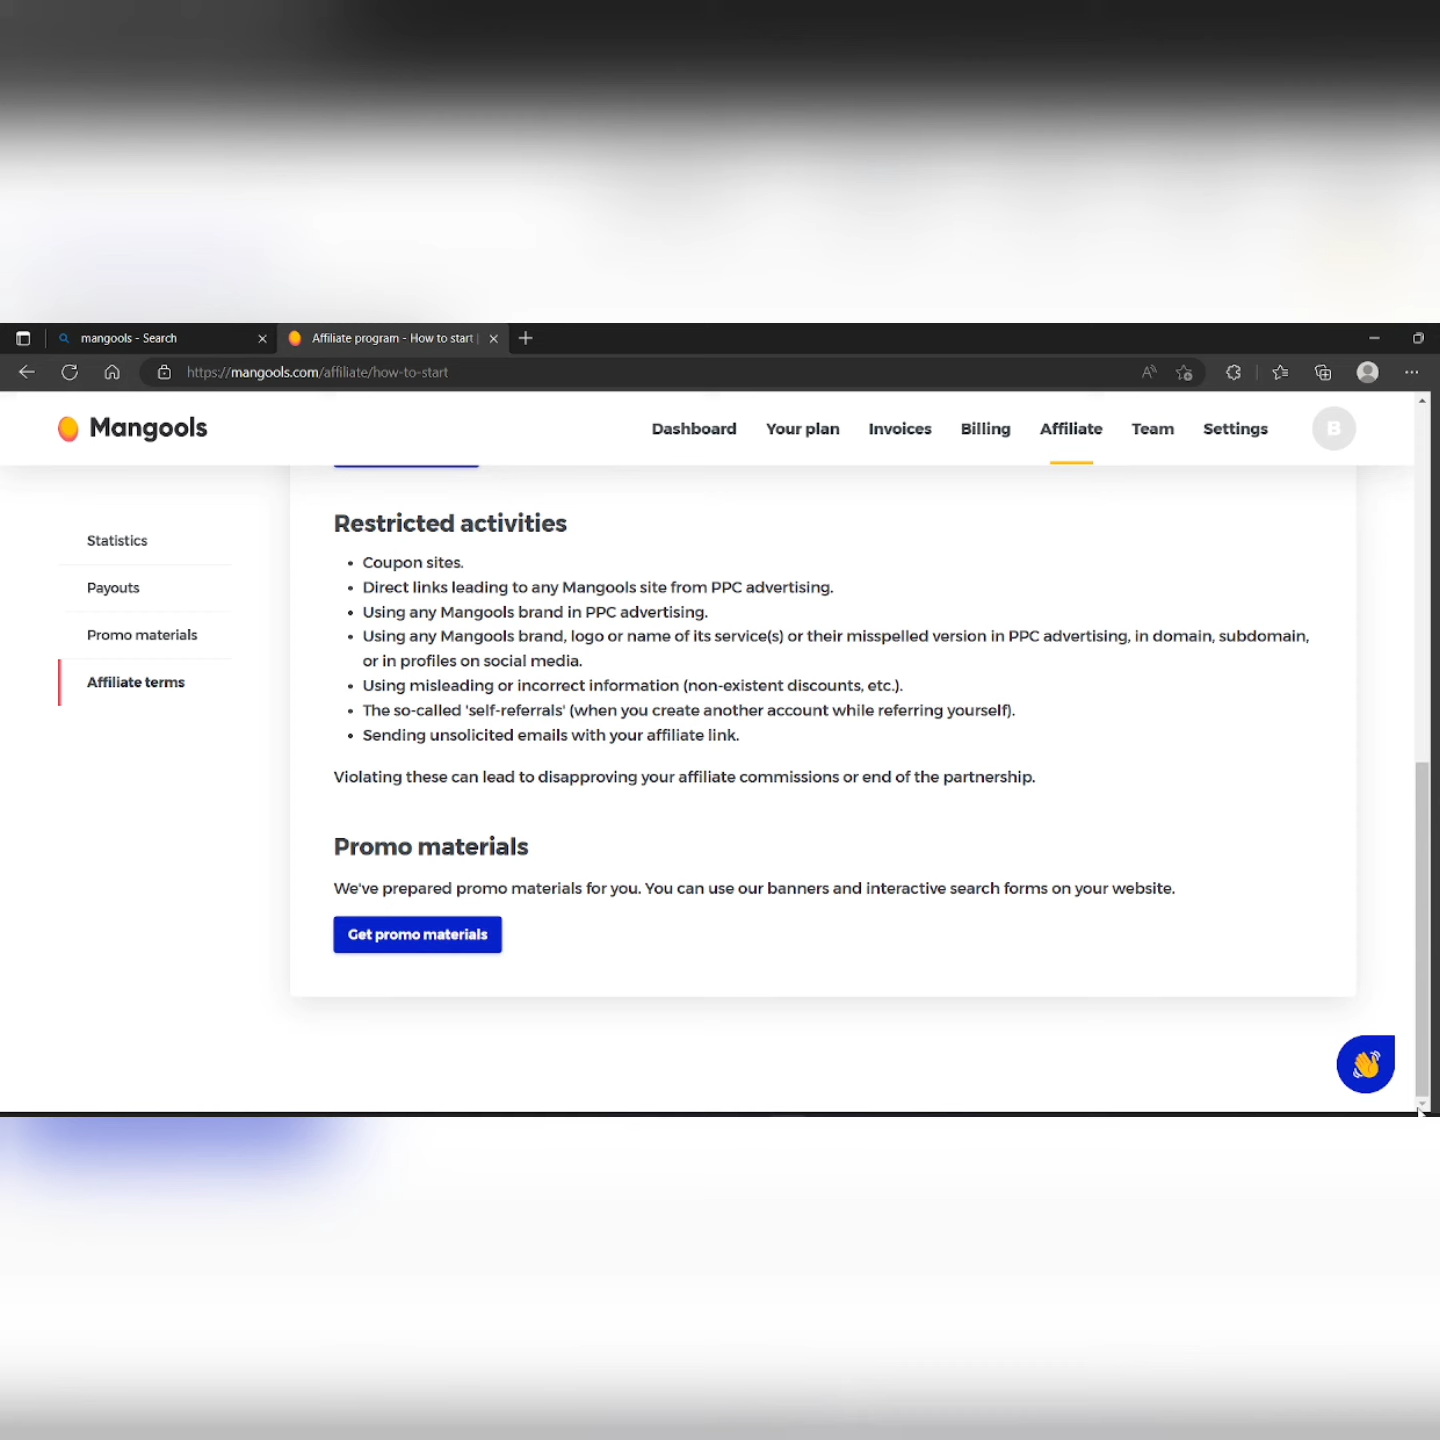 mangools - Search
Affiliate program - How to start |
https://mangools.com/affiliate/how-to-start
Mangools
Dashboard
Your plan
Invoices
Billing
Affiliate
Team
Settings
B
Statistics
Payouts
Promo materials
Affiliate terms
Restricted activities
• Coupon sites.
• Direct links leading to any Mangools site from PPC advertising.
• Using any Mangools brand in PPC advertising.
• Using any Mangools brand, logo or name of its service(s) or their misspelled version in PPC advertising, in domain, subdomain,
or in profiles on social media.
• Using misleading or incorrect information (non-existent discounts, etc.).
• The so-called 'self-referrals' (when you create another account while referring yourself).
• Sending unsolicited emails with your affiliate link.
Violating these can lead to disapproving your affiliate commissions or end of the partnership.
Promo materials
We've prepared promo materials for you. You can use our banners and interactive search forms on your website.
Get promo materials